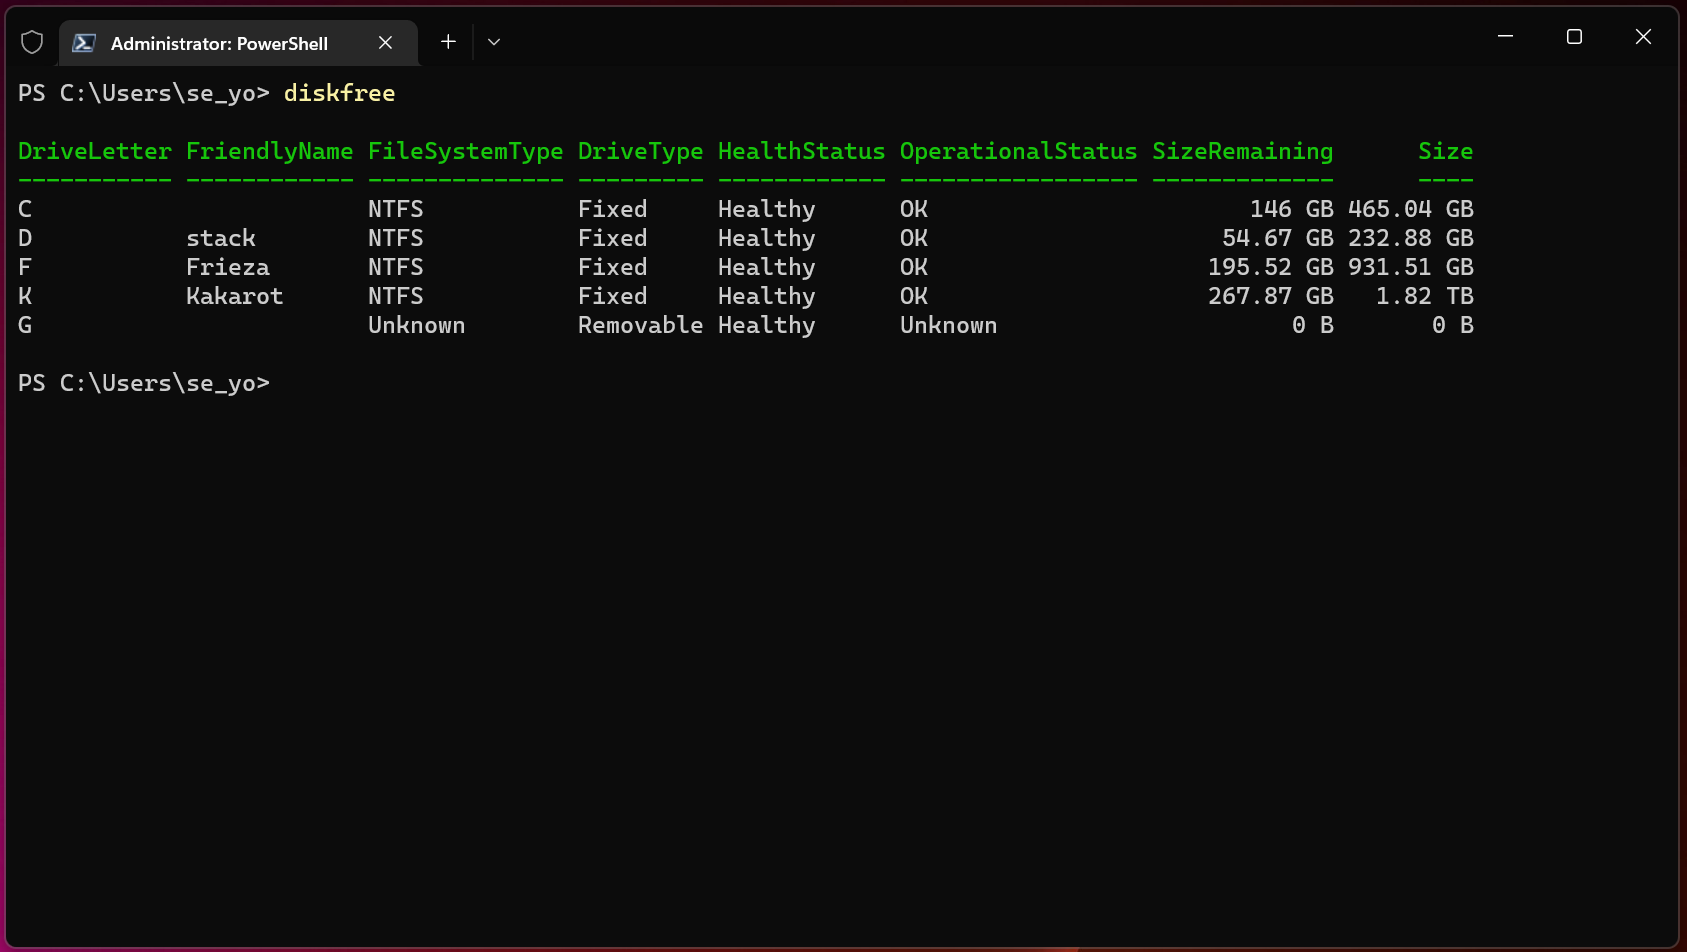 Administrator: PowerShell
PS C:\Users\se_yo> diskfree
DriveLetter FriendlyName FileSystemType DriveType HealthStatus OperationalStatus SizeRemaining      Size
----------- ------------ -------------- --------- ------------ ----------------- -------------      ----
C                        NTFS           Fixed     Healthy      OK                       146 GB 465.04 GB
D           stack        NTFS           Fixed     Healthy      OK                     54.67 GB 232.88 GB
F           Frieza       NTFS           Fixed     Healthy      OK                    195.52 GB 931.51 GB
K           Kakarot      NTFS           Fixed     Healthy      OK                    267.87 GB   1.82 TB
G                        Unknown        Removable Healthy      Unknown                     0 B       0 B
PS C:\Users\se_yo>